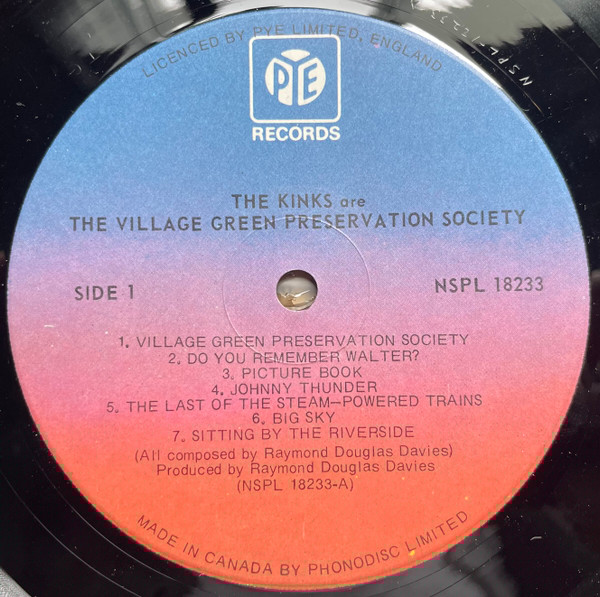 LICENCED BY PYE LIMITED, ENGLAND
PYE
RECORDS
THE KINKS are
THE VILLAGE GREEN PRESERVATION SOCIETY
SIDE 1
NSPL 18233
1. VILLAGE GREEN PRESERVATION SOCIETY
2. DO YOU REMEMBER WALTER?
3. PICTURE BOOK
4. JOHNNY THUNDER
5. THE LAST OF THE STEAM—POWERED TRAINS
6. BIG SKY
7. SITTING BY THE RIVERSIDE
(All composed by Raymond Douglas Davies)
Produced by Raymond Douglas Davies
(NSPL 18233-A)
MADE IN CANADA BY PHONODISC LIMITED